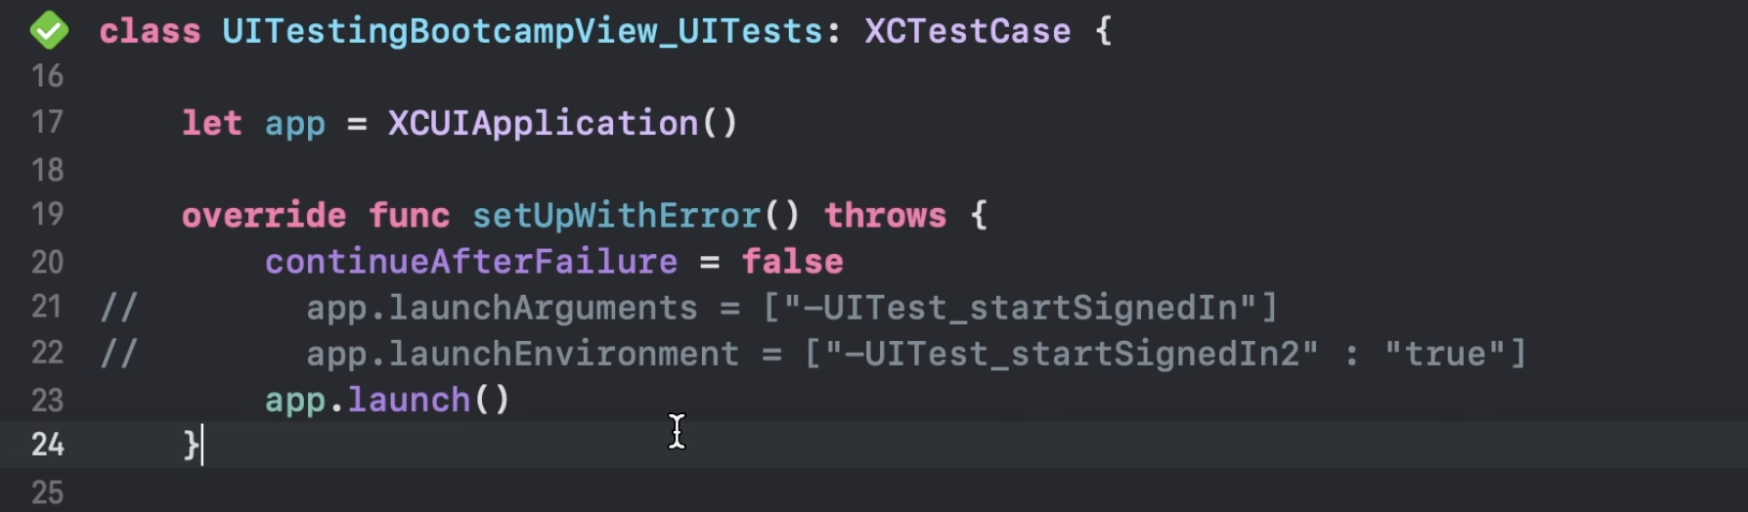 class UITestingBootcampView_UITests: XCTestCase {
16
17 let app = XCUIApplication()
18
19 override func setUpWithError() throws {
20 continueAfterFailure = false
21 // app.launchArguments = ["-UITest_startSignedIn"]
22 // app.launchEnvironment = ["-UITest_startSignedIn2" : "true"]
23 app.launch()
24 }
25